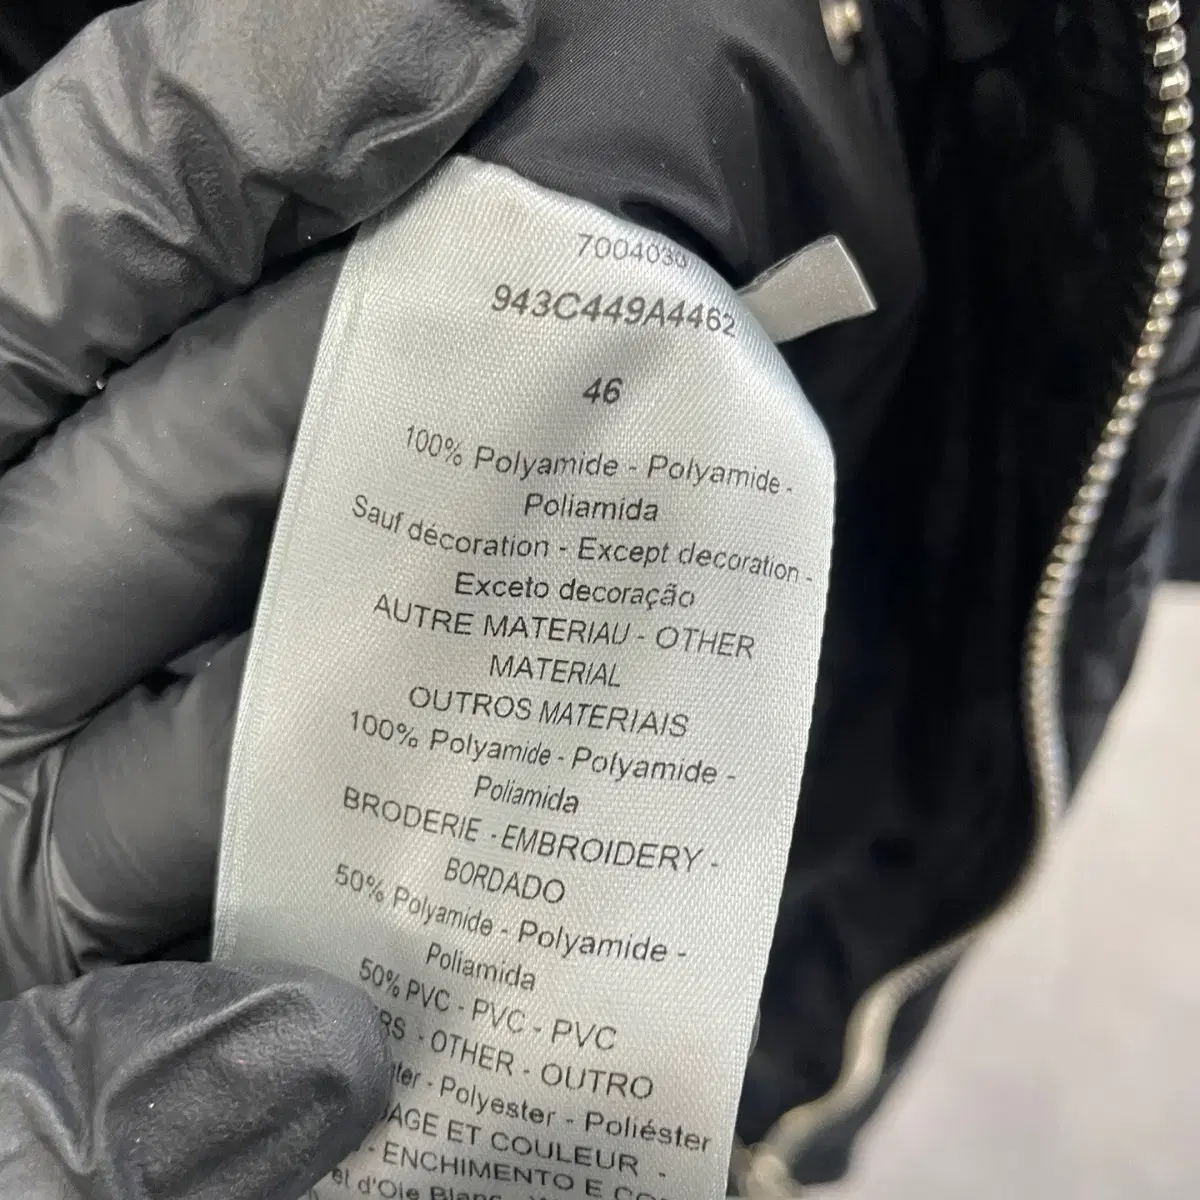 943C449A4462
46
100% Polyamide - Polyamide -
Poliamida
Sauf décoration - Except decoration -
Exceto decoração
AUTRE MATERIAU - OTHER
MATERIAL
OUTROS MATERIAIS
100% Polyamide - Polyamide -
Poliamida
BRODERIE - EMBROIDERY -
BORDADO
50% Polyamide - Polyamide -
Poliamida
50% PVC - PVC - PVC
- OTHER - OUTRO
- Polyester - Poliéster
ET COULEUR -
- ENCHIMENTO E
et d'Oie